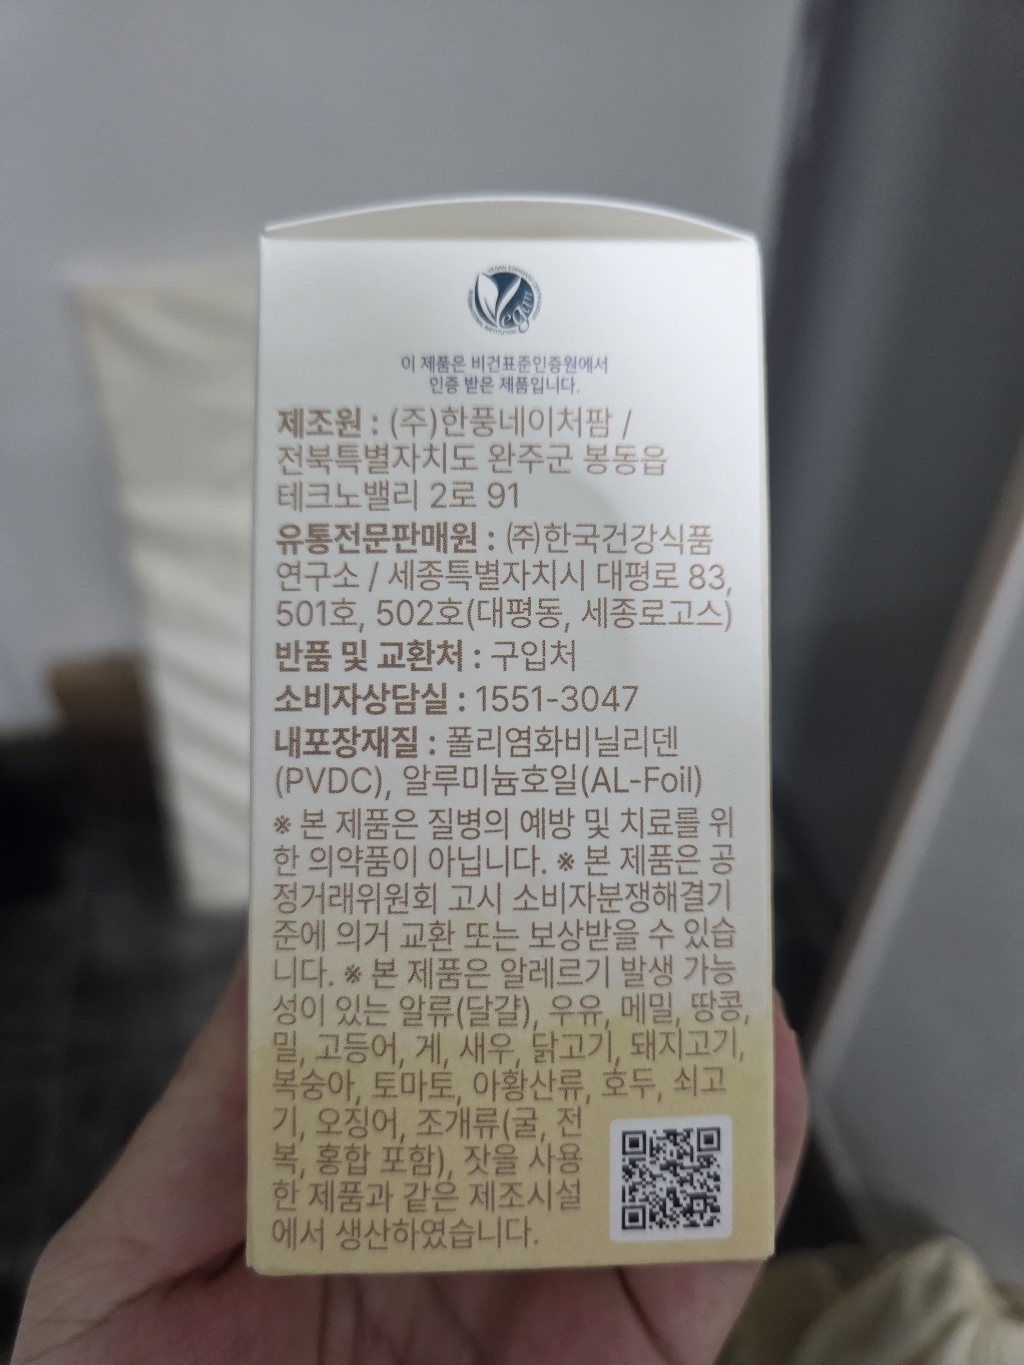 Vegan
이 제품은 비건표준인증원에서
인증 받은 제품입니다.
제조원 : (주)한풍네이처팜 /
전북특별자치도 완주군 봉동읍
테크노밸리 2로 91
유통전문판매원 : ㈜한국건강식품
연구소 / 세종특별자치시 대평로 83,
501호, 502호(대평동, 세종로고스)
반품 및 교환처 : 구입처
소비자상담실 : 1551-3047
내포장재질 : 폴리염화비닐리덴
(PVDC), 알루미늄호일(AL-Foil)
※ 본 제품은 질병의 예방 및 치료를 위
한 의약품이 아닙니다. ※ 본 제품은 공
정거래위원회 고시 소비자분쟁해결기
준에 의거 교환 또는 보상받을 수 있습
니다. ※ 본 제품은 알레르기 발생 가능
성이 있는 알류(달걀), 우유, 메밀, 땅콩,
밀, 고등어, 게, 새우, 닭고기, 돼지고기,
복숭아, 토마토, 아황산류, 호두, 쇠고
기, 오징어, 조개류(굴, 전
복, 홍합 포함), 잣을 사용
한 제품과 같은 제조시설
에서 생산하였습니다.